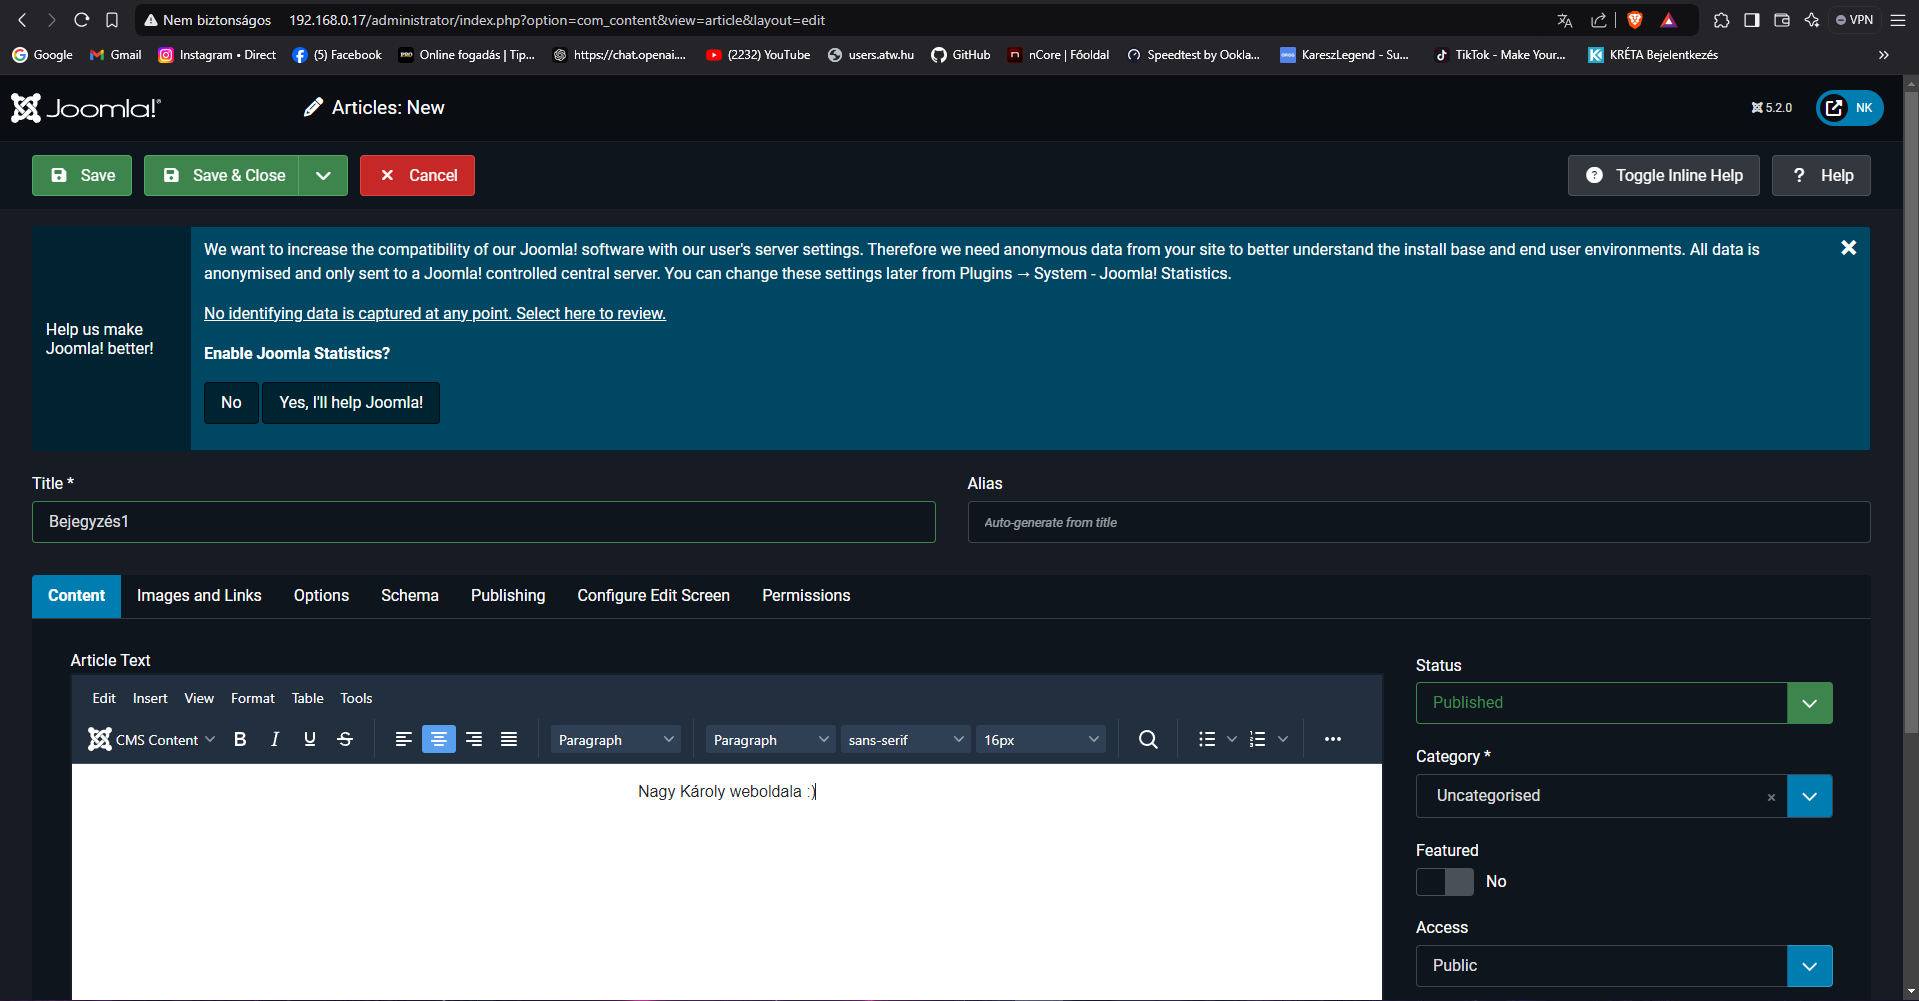 Nem biztonságos 192.168.0.17/administrator/index.php?option=com_content&view=article&layout=edit VPN
Google Gmail Instagram • Direct (5) Facebook Online fogadás | Tip... https://chat.openai.... (2232) YouTube users.atw.hu GitHub nCore | Főoldal Speedtest by Ookla... KareszLegend - Su... TikTok - Make Your... KRÉTA Bejelentkezés »
Joomla! Articles: New 5.2.0 NK
Save Save & Close Cancel Toggle Inline Help Help
Help us make
Joomla! better!
We want to increase the compatibility of our Joomla! software with our user's server settings. Therefore we need anonymous data from your site to better understand the install base and end user environments. All data is
anonymised and only sent to a Joomla! controlled central server. You can change these settings later from Plugins → System - Joomla! Statistics.
No identifying data is captured at any point. Select here to review.
Enable Joomla Statistics?
No Yes, I'll help Joomla!
Title * Alias
Bejegyzés1 Auto-generate from title
Content Images and Links Options Schema Publishing Configure Edit Screen Permissions
Article Text
Edit Insert View Format Table Tools
CMS Content B I U S Paragraph Paragraph sans-serif 16px
Nagy Károly weboldala :)
Status
Published
Category *
Uncategorised ×
Featured
No
Access
Public